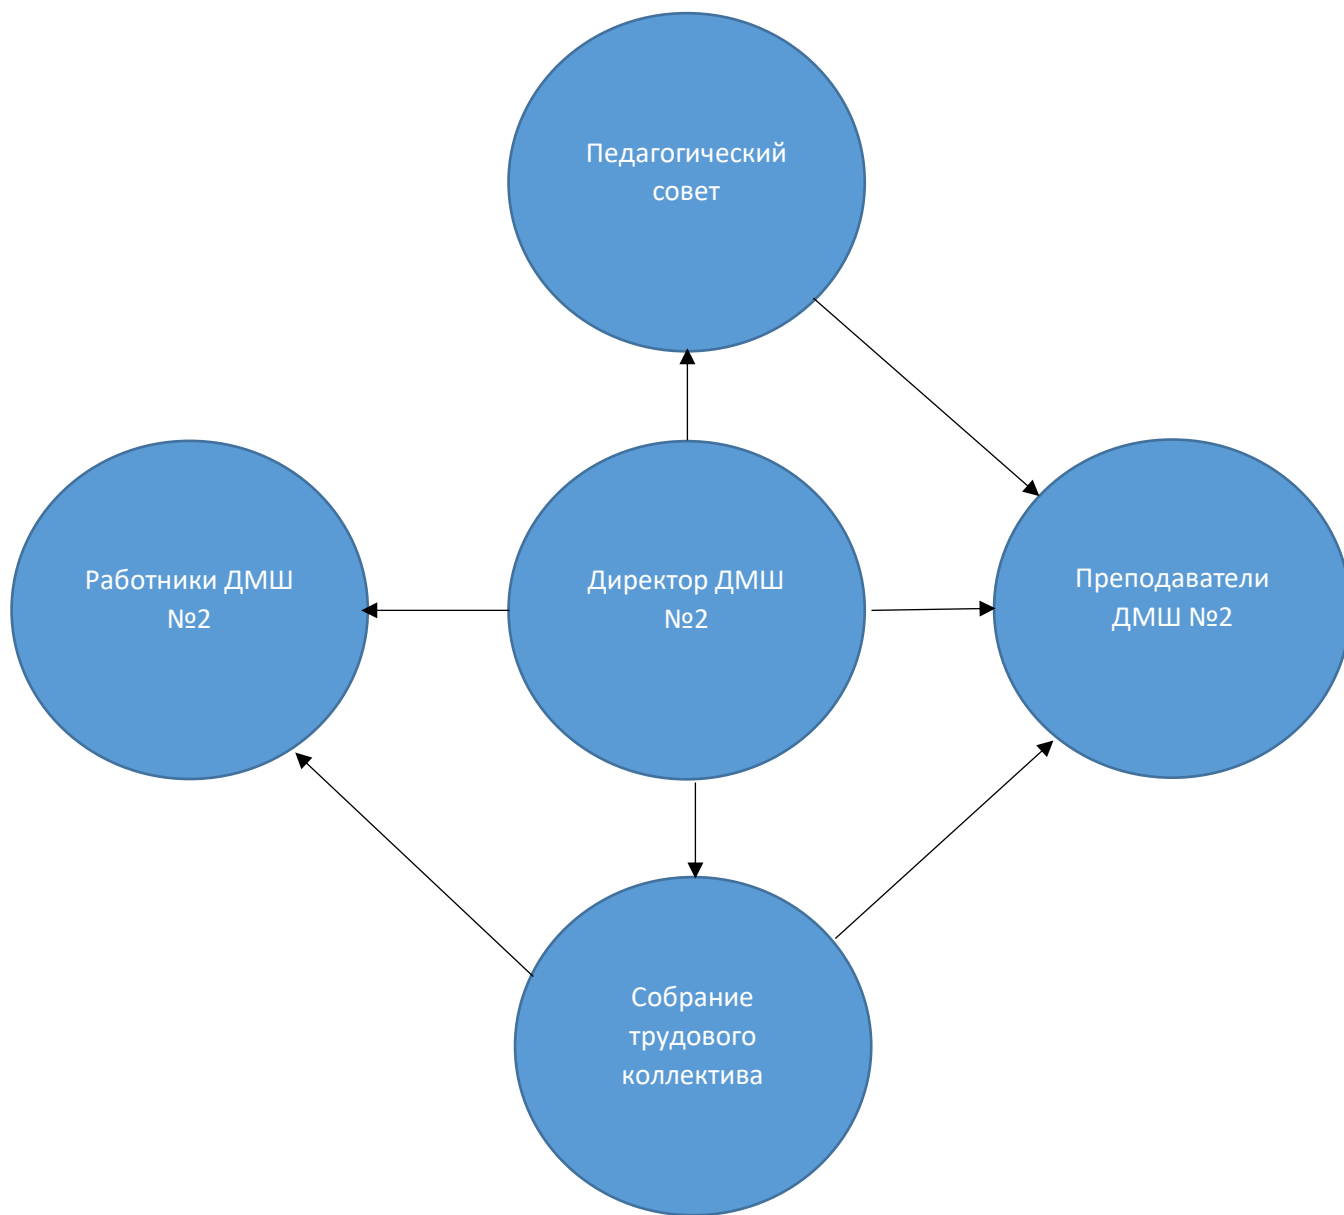 Педагогический
совет
Работники ДМШ
№2
Директор ДМШ
№2
Преподаватели
ДМШ №2
Собрание
трудового
коллектива